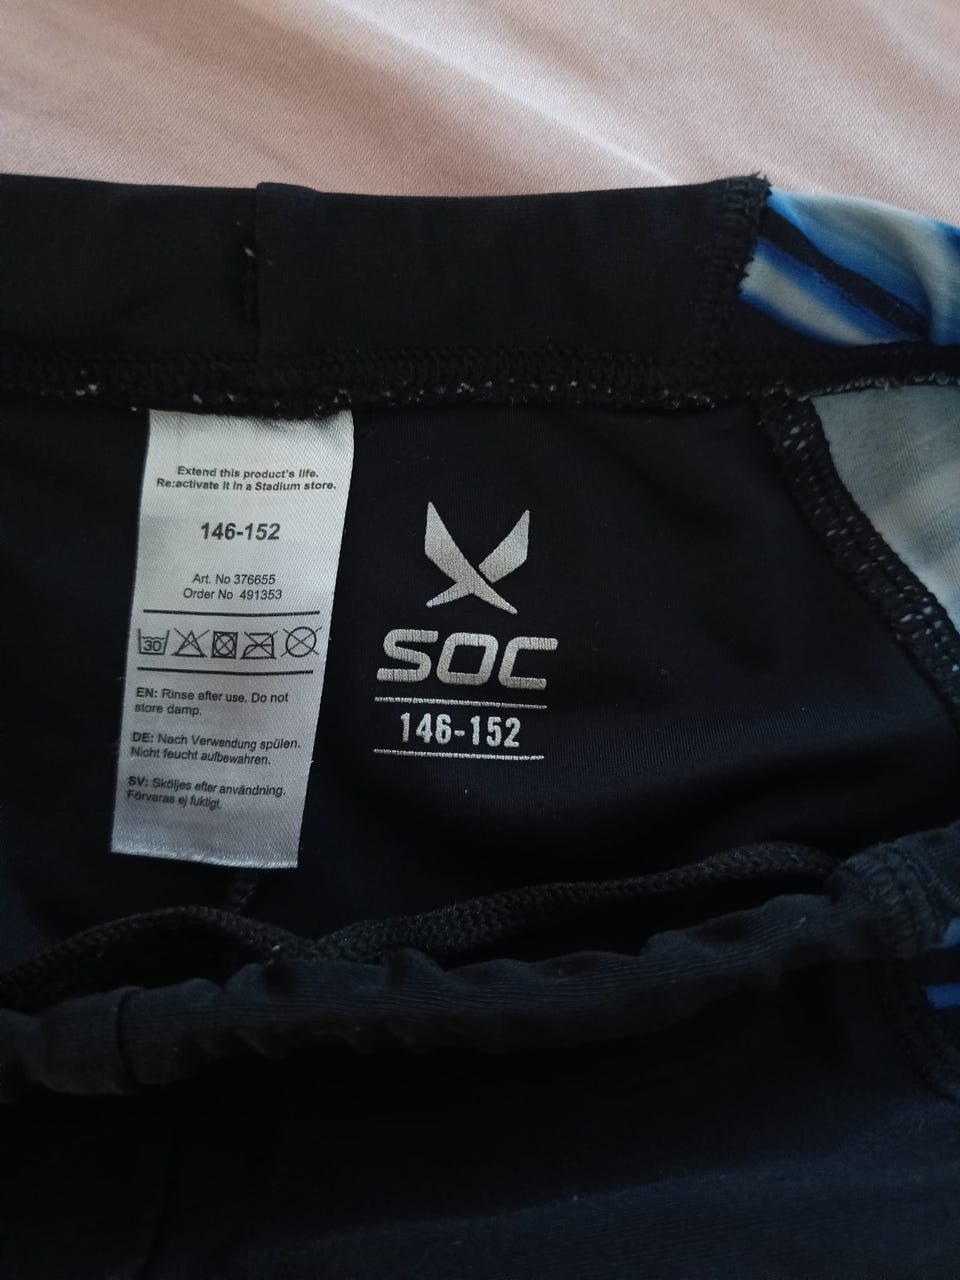 Extend this product's life.
Re:activate it in a Stadium store.
146-152
Art. No 376655
Order No 491353
30
EN: Rinse after use. Do not
store damp.
DE: Nach Verwendung spülen.
Nicht feucht aufbewahren.
SV: Sköljes efter användning.
Förvaras ej fuktigt.
SOC
146-152